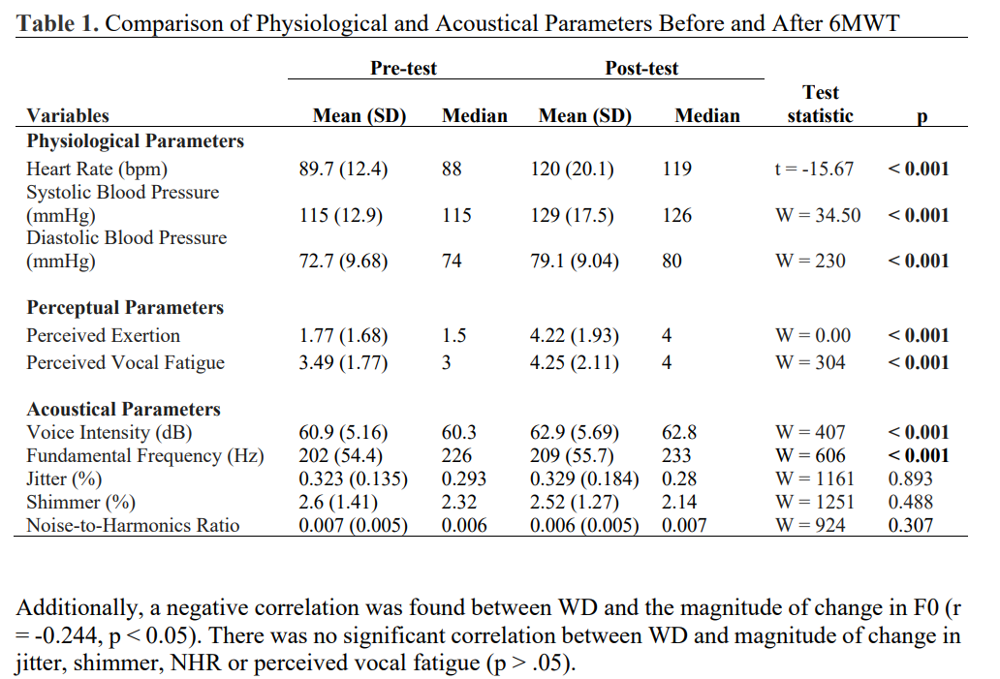 Table 1. Comparison of Physiological and Acoustical Parameters Before and After 6MWT
Pre-test Post-test
Variables Mean (SD) Median Mean (SD) Median Test statistic p
Physiological Parameters
Heart Rate (bpm) 89.7 (12.4) 88 120 (20.1) 119 t = -15.67 < 0.001
Systolic Blood Pressure
(mmHg) 115 (12.9) 115 129 (17.5) 126 W = 34.50 < 0.001
Diastolic Blood Pressure
(mmHg) 72.7 (9.68) 74 79.1 (9.04) 80 W = 230 < 0.001
Perceptual Parameters
Perceived Exertion 1.77 (1.68) 1.5 4.22 (1.93) 4 W = 0.00 < 0.001
Perceived Vocal Fatigue 3.49 (1.77) 3 4.25 (2.11) 4 W = 304 < 0.001
Acoustical Parameters
Voice Intensity (dB) 60.9 (5.16) 60.3 62.9 (5.69) 62.8 W = 407 < 0.001
Fundamental Frequency (Hz) 202 (54.4) 226 209 (55.7) 233 W = 606 < 0.001
Jitter (%) 0.323 (0.135) 0.293 0.329 (0.184) 0.28 W = 1161 0.893
Shimmer (%) 2.6 (1.41) 2.32 2.52 (1.27) 2.14 W = 1251 0.488
Noise-to-Harmonics Ratio 0.007 (0.005) 0.006 0.006 (0.005) 0.007 W = 924 0.307
Additionally, a negative correlation was found between WD and the magnitude of change in F0 (r
= -0.244, p < 0.05). There was no significant correlation between WD and magnitude of change in
jitter, shimmer, NHR or perceived vocal fatigue (p > .05).